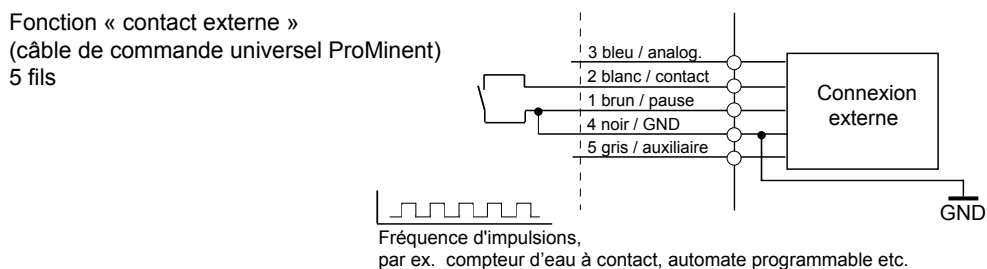 Fonction « contact externe »
(câble de commande universel ProMinent)
5 fils
3 bleu / analog.
2 blanc / contact
1 brun / pause
4 noir / GND
5 gris / auxiliaire
Connexion
externe
GND
Fréquence d'impulsions,
par ex. compteur d'eau à contact, automate programmable etc.